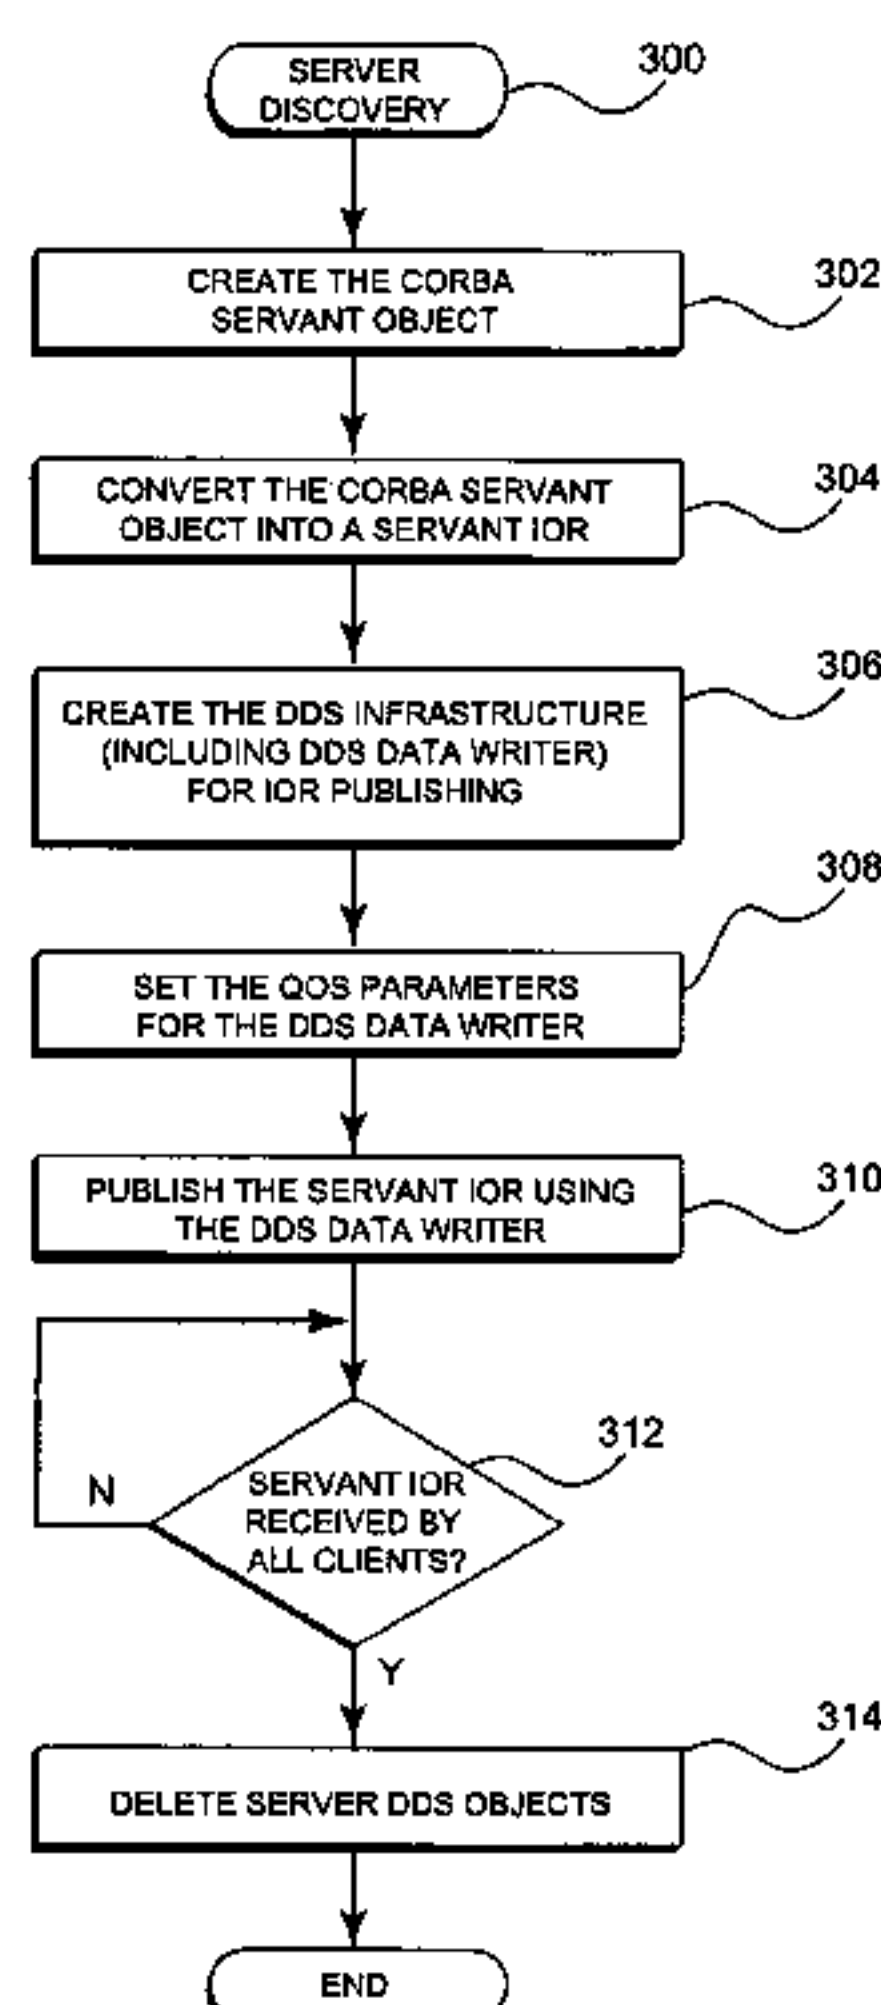 SERVER
DISCOVERY
300
CREATE THE CORBA
SERVANT OBJECT
302
CONVERT THE CORBA SERVANT
OBJECT INTO A SERVANT IOR
304
CREATE THE DDS INFRASTRUCTURE
(INCLUDING DDS DATA WRITER)
FOR IOR PUBLISHING
306
SET THE QOS PARAMETERS
FOR THE DDS DATA WRITER
308
PUBLISH THE SERVANT IOR USING
THE DDS DATA WRITER
310
SERVANT IOR
RECEIVED BY
ALL CLIENTS?
312
N
Y
DELETE SERVER DDS OBJECTS
314
END